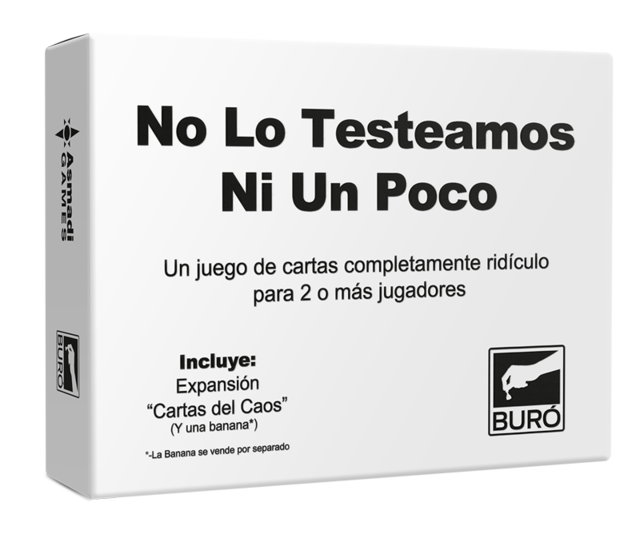 No Lo Testeamos
Ni Un Poco
Un juego de cartas completamente ridículo
para 2 o más jugadores
Incluye:
Expansión
“Cartas del Caos”
(Y una banana*)
*-La Banana se vende por separado
BURÓ
Asmadi
GAMES
BURÓ